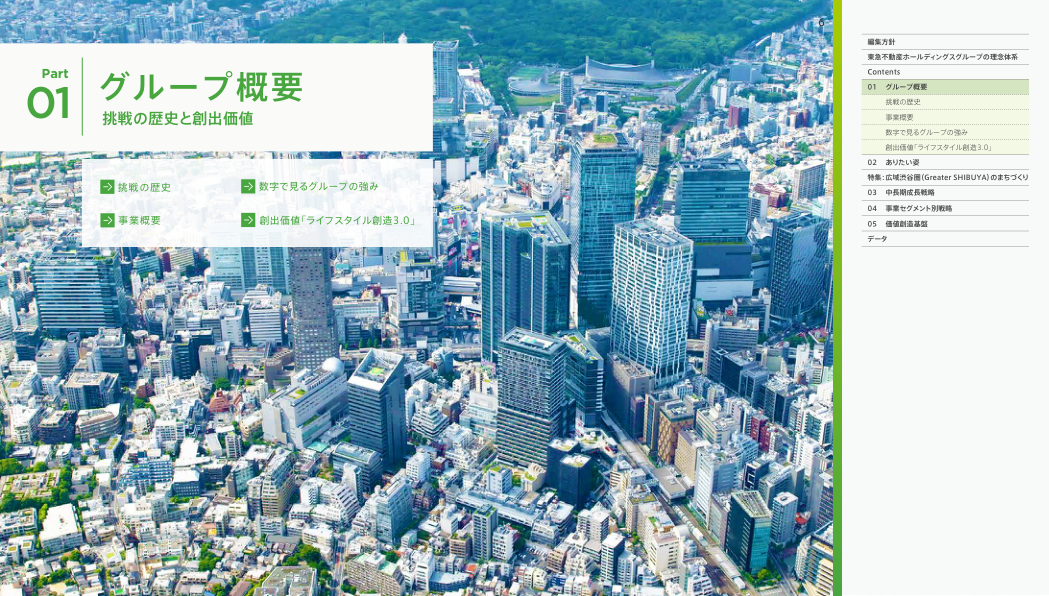 6
Part
01
グループ概要
挑戦の歴史と創出価値
挑戦の歴史
数字で見るグループの強み
事業概要
創出価値「ライフスタイル創造3.0」
編集方針
東急不動産ホールディングスグループの理念体系
Contents
01 グループ概要
挑戦の歴史
事業概要
数字で見るグループの強み
創出価値「ライフスタイル創造3.0」
02 ありたい姿
特集：広域渋谷圏（Greater SHIBUYA）のまちづくり
03 中長期成長戦略
04 事業セグメント別戦略
05 価値創造基盤
データ